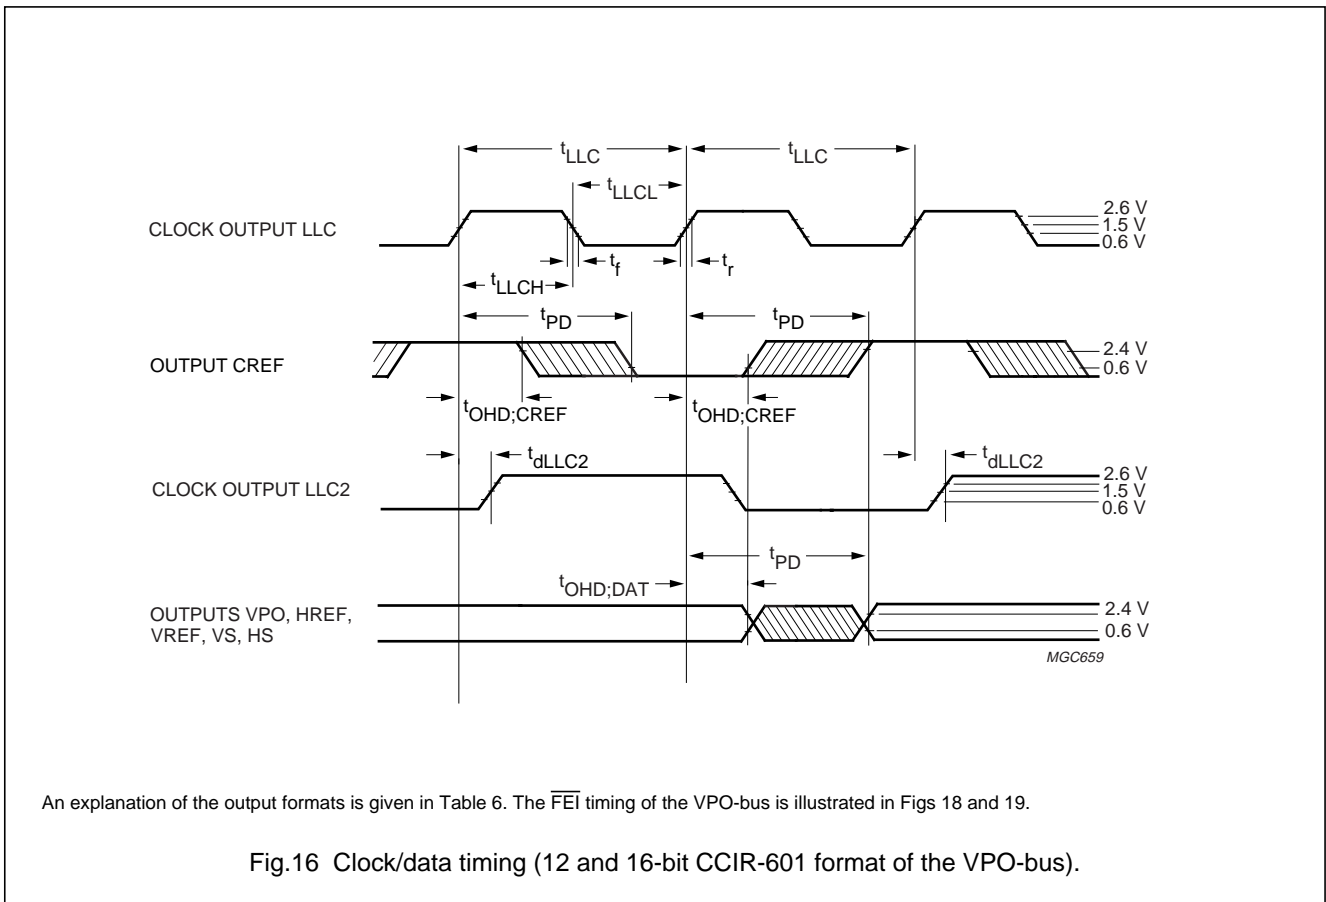 tLLC tLLC
tLLCL
CLOCK OUTPUT LLC
2.6 V
1.5 V
0.6 V
tf tr
tLLCH
tPD tPD
OUTPUT CREF
2.4 V
0.6 V
tOHD;CREF tOHD;CREF
tdLLC2 tdLLC2
CLOCK OUTPUT LLC2
2.6 V
1.5 V
0.6 V
tPD
tOHD;DAT
OUTPUTS VPO, HREF,
VREF, VS, HS
2.4 V
0.6 V
MGC659
An explanation of the output formats is given in Table 6. The F̅E̅I̅ timing of the VPO-bus is illustrated in Figs 18 and 19.
Fig.16 Clock/data timing (12 and 16-bit CCIR-601 format of the VPO-bus).